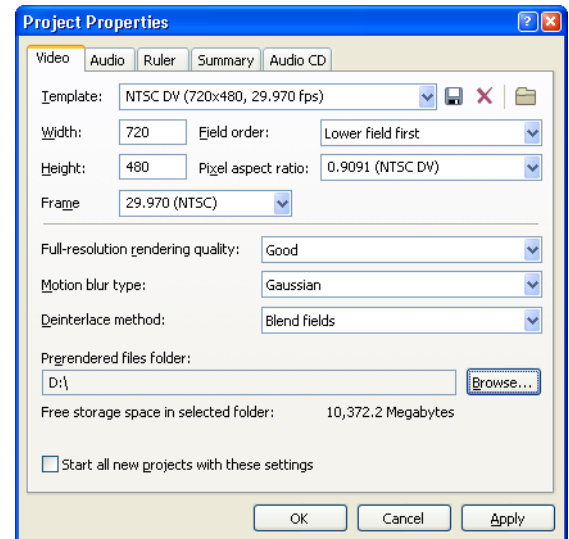 Project Properties
Video Audio Ruler Summary Audio CD
Template: NTSC DV (720x480, 29.970 fps)
Width: 720 Field order: Lower field first
Height: 480 Pixel aspect ratio: 0.9091 (NTSC DV)
Frame 29.970 (NTSC)
Full-resolution rendering quality: Good
Motion blur type: Gaussian
Deinterlace method: Blend fields
Prerendered files folder:
D:\ Browse...
Free storage space in selected folder: 10,372.2 Megabytes
Start all new projects with these settings
OK Cancel Apply